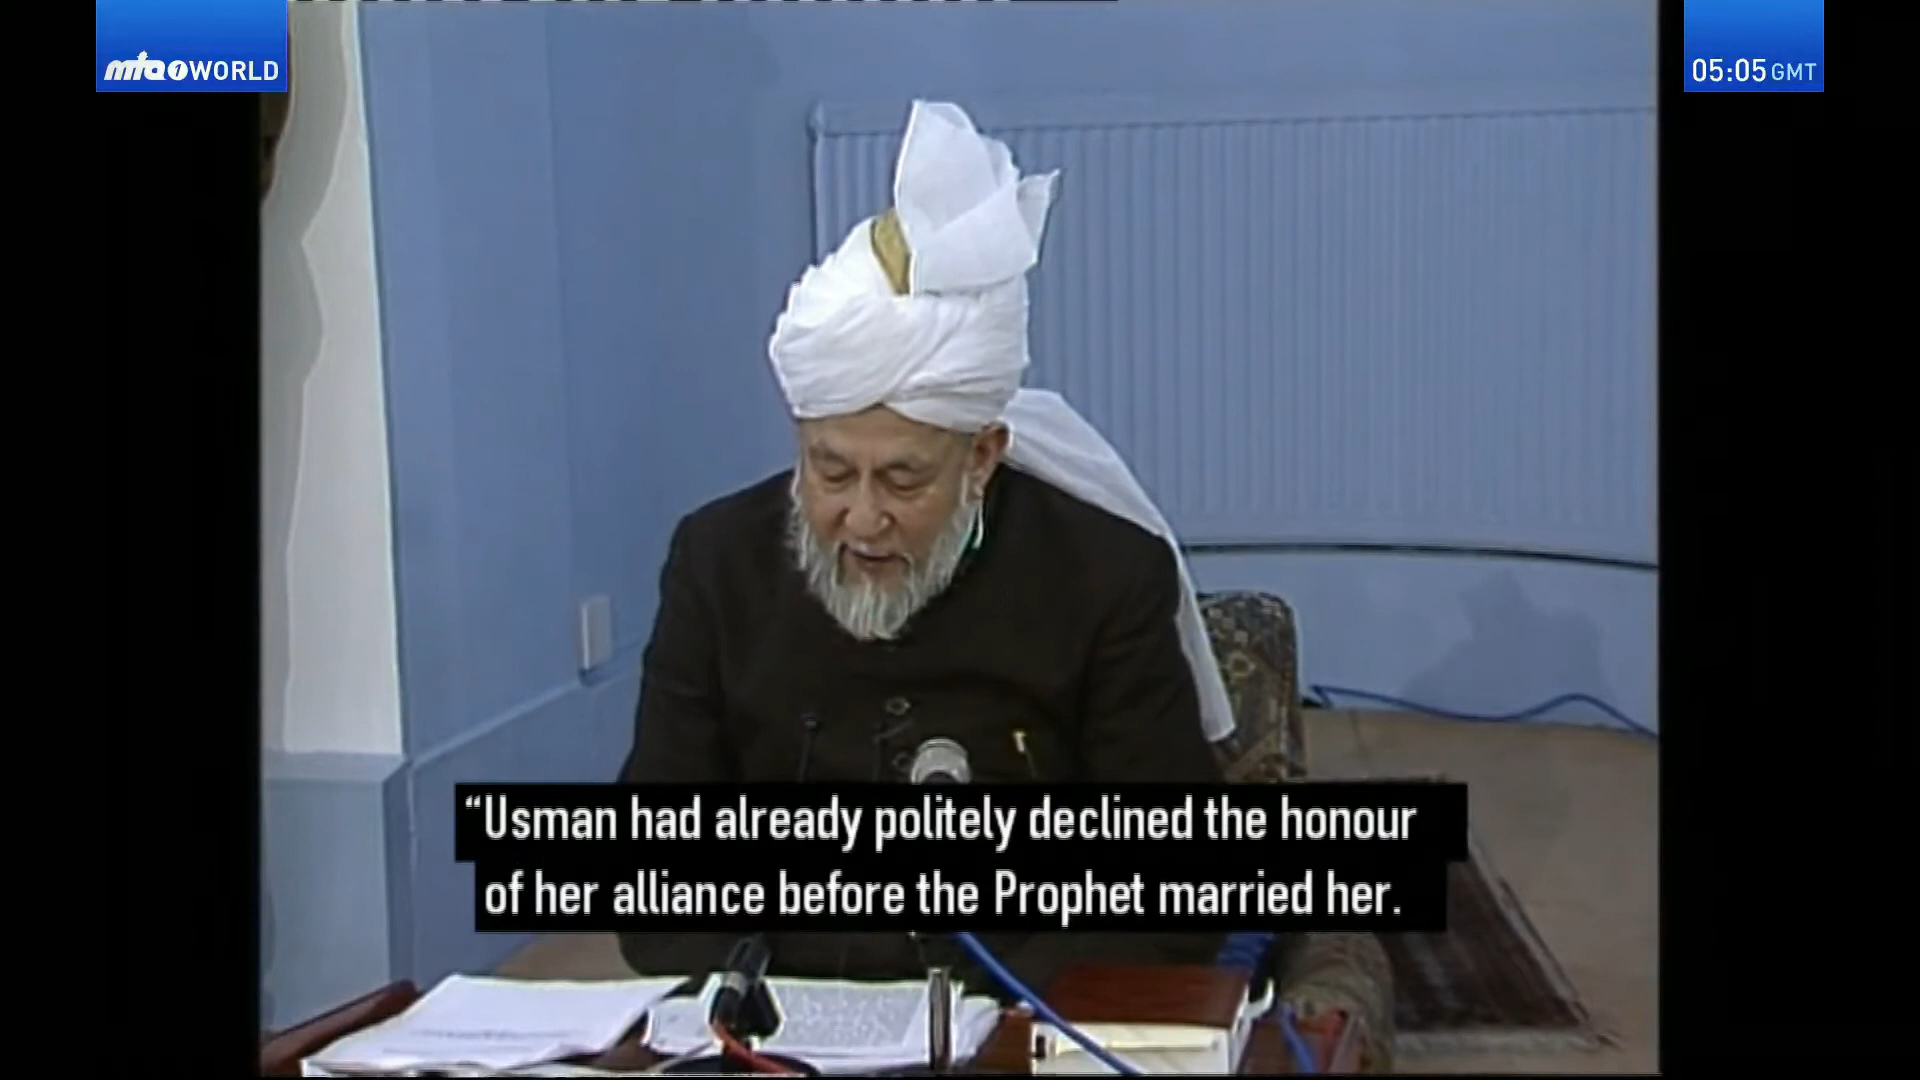 mta1 WORLD
05:05 GMT
“Usman had already politely declined the honour
of her alliance before the Prophet married her.